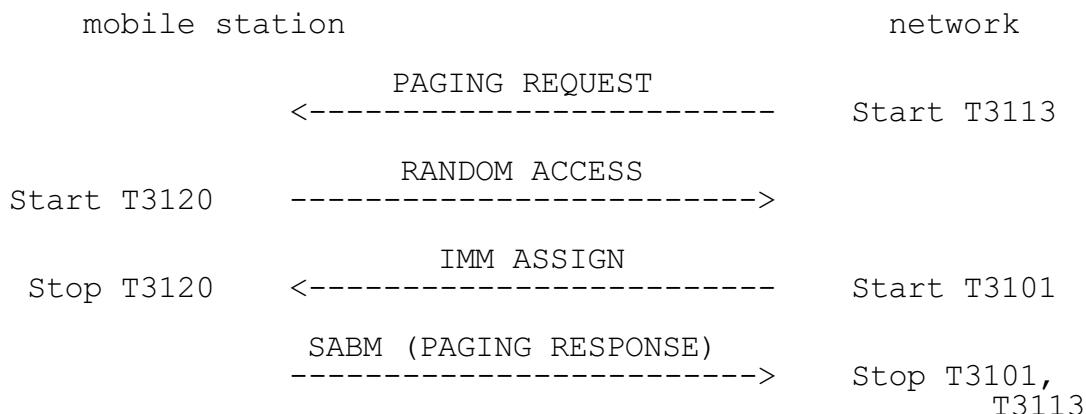 mobile station network
PAGING REQUEST
<------------------------- Start T3113
RANDOM ACCESS
Start T3120 ------------------------->
IMM ASSIGN
Stop T3120 <------------------------- Start T3101
SABM (PAGING RESPONSE)
-------------------------> Stop T3101,
T3113